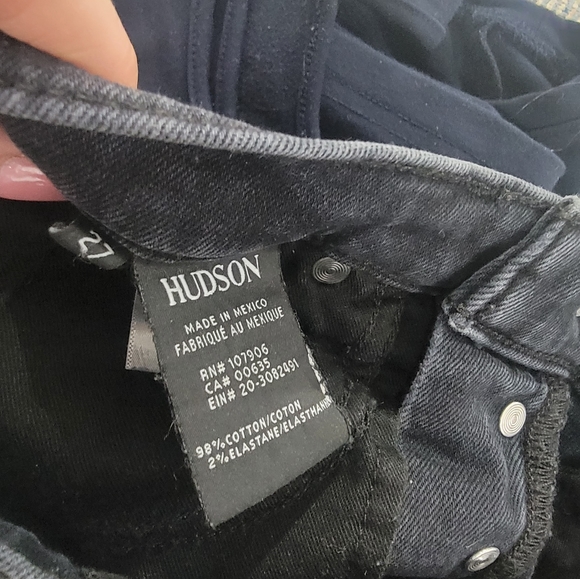 27
HUDSON
MADE IN MEXICO
FABRIQUÉ AU MEXIQUE
RN# 107906
CA# 00635
EIN# 20-3082491
98%COTTON/COTON
2%ELASTANE/ELASTHANNE